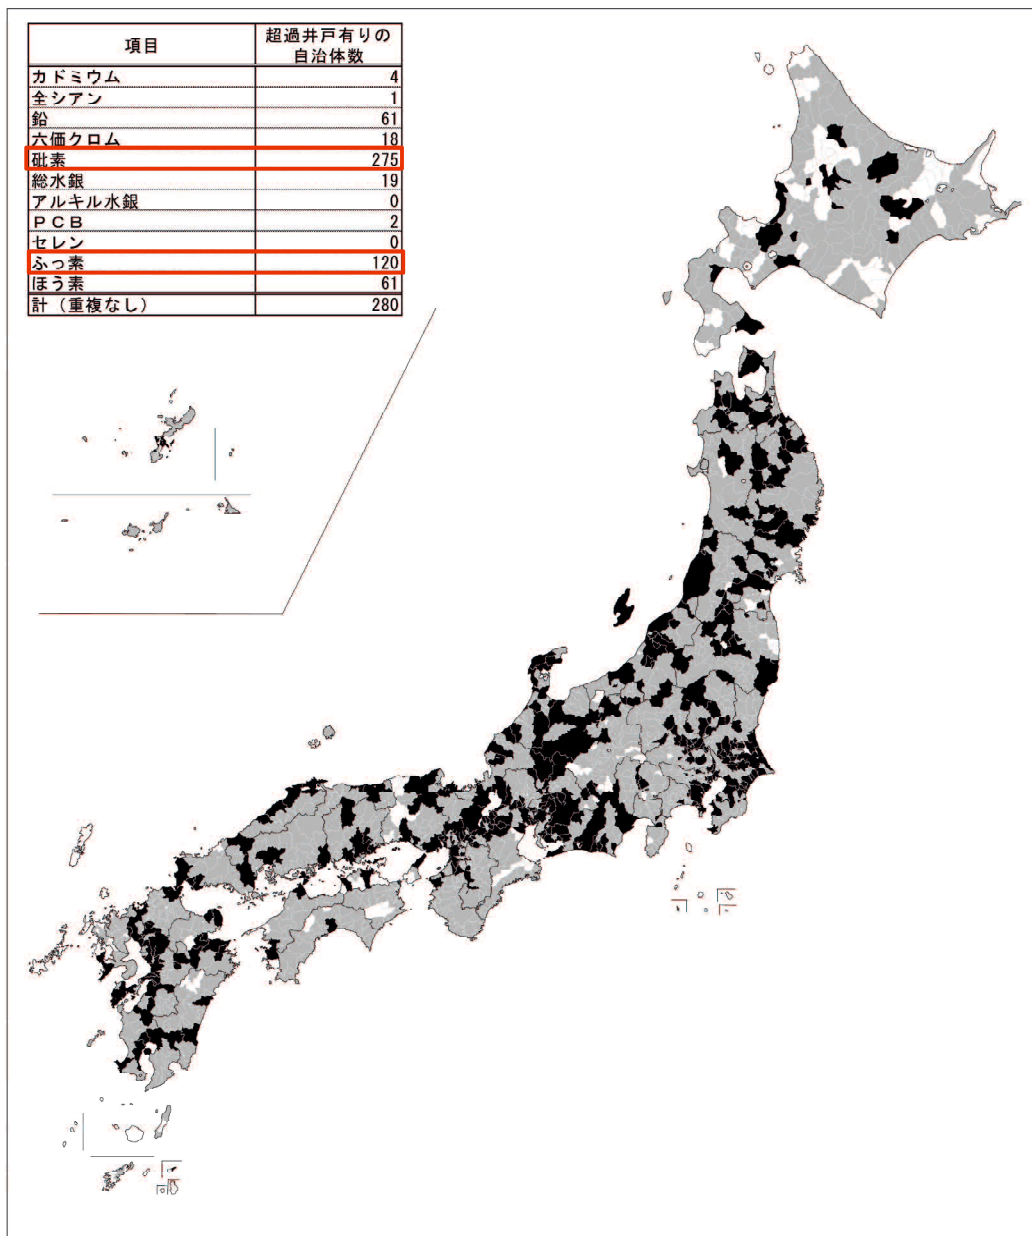 項目 超過井戸有りの自治体数
カドミウム 4
全シアン 1
鉛 61
六価クロム 18
砒素 275
総水銀 19
アルキル水銀 0
ＰＣＢ 2
セレン 0
ふっ素 120
ほう素 61
計（重複なし） 280